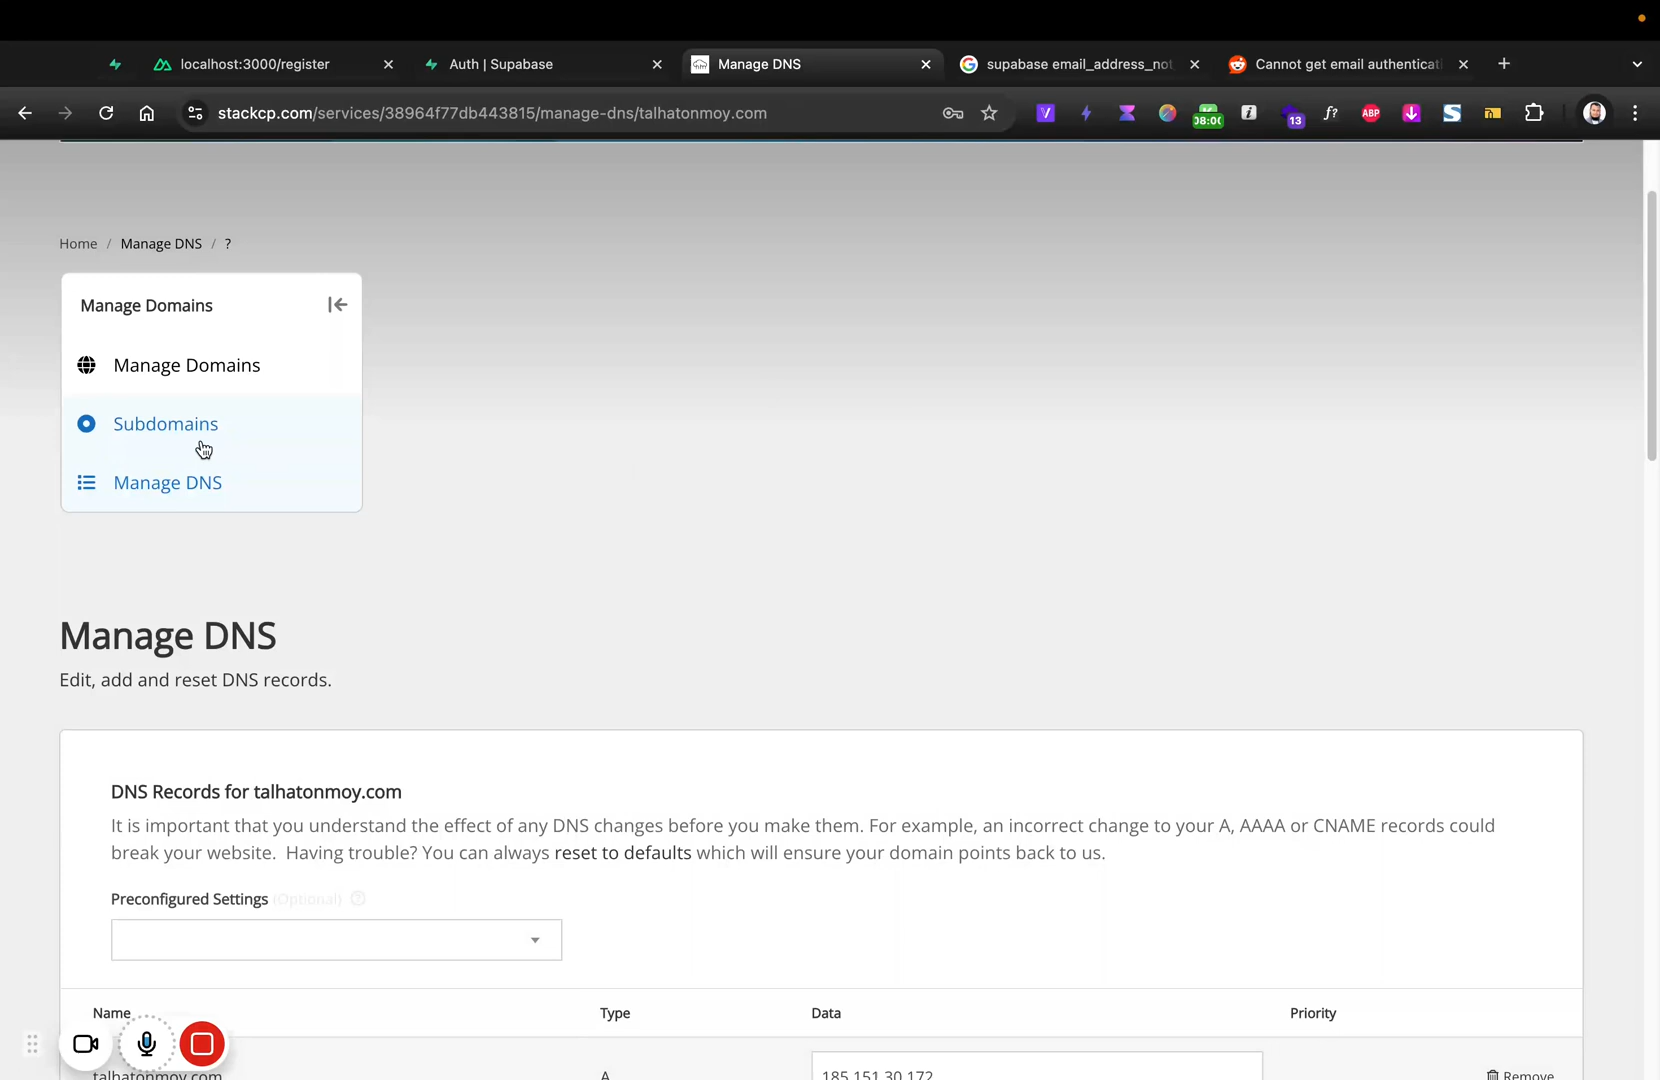 localhost:3000/register
Auth | Supabase
Manage DNS
supabase email_address_not
Cannot get email authenticati
stackcp.com/services/38964f77db443815/manage-dns/talhatonmoy.com
38:00
13
f?
ABP
Home / Manage DNS / ?
Manage Domains
Manage Domains
Subdomains
Manage DNS
Manage DNS
Edit, add and reset DNS records.
DNS Records for talhatonmoy.com
It is important that you understand the effect of any DNS changes before you make them. For example, an incorrect change to your A, AAAA or CNAME records could
break your website. Having trouble? You can always reset to defaults which will ensure your domain points back to us.
Preconfigured Settings (Optional)
Name Type Data Priority
talhatonmoy.com A 185.151.30.172 Remove